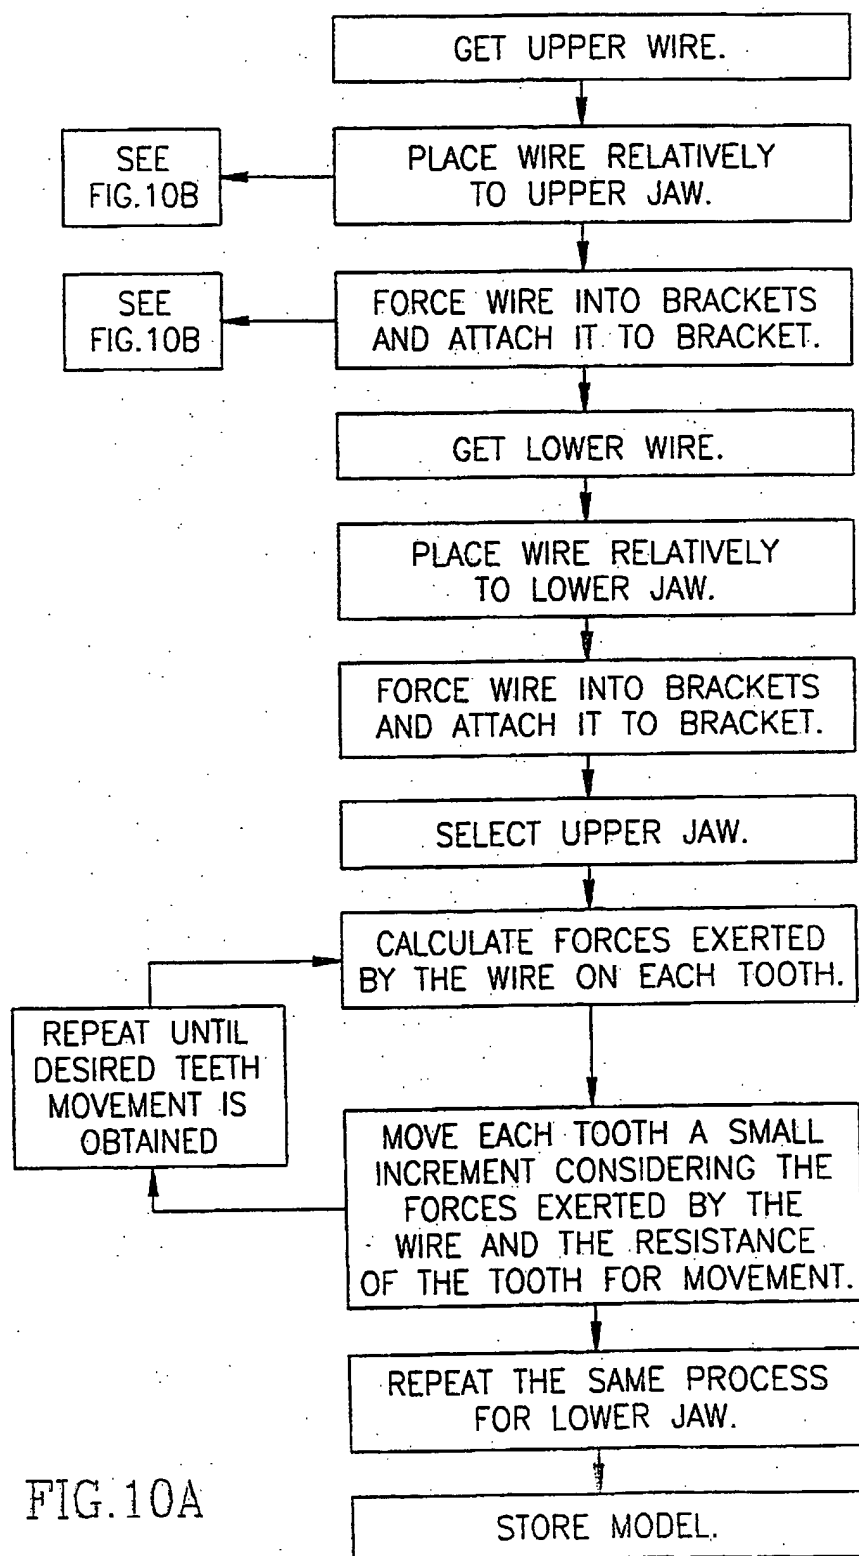 GET UPPER WIRE.
SEE
FIG.10B
PLACE WIRE RELATIVELY
TO UPPER JAW.
SEE
FIG.10B
FORCE WIRE INTO BRACKETS
AND ATTACH IT TO BRACKET.
GET LOWER WIRE.
PLACE WIRE RELATIVELY
TO LOWER JAW.
FORCE WIRE INTO BRACKETS
AND ATTACH IT TO BRACKET.
SELECT UPPER JAW.
CALCULATE FORCES EXERTED
BY THE WIRE ON EACH TOOTH.
REPEAT UNTIL
DESIRED TEETH
MOVEMENT IS
OBTAINED
MOVE EACH TOOTH A SMALL
INCREMENT CONSIDERING THE
FORCES EXERTED BY THE
WIRE AND THE RESISTANCE
OF THE TOOTH FOR MOVEMENT.
REPEAT THE SAME PROCESS
FOR LOWER JAW.
STORE MODEL.
FIG.10A